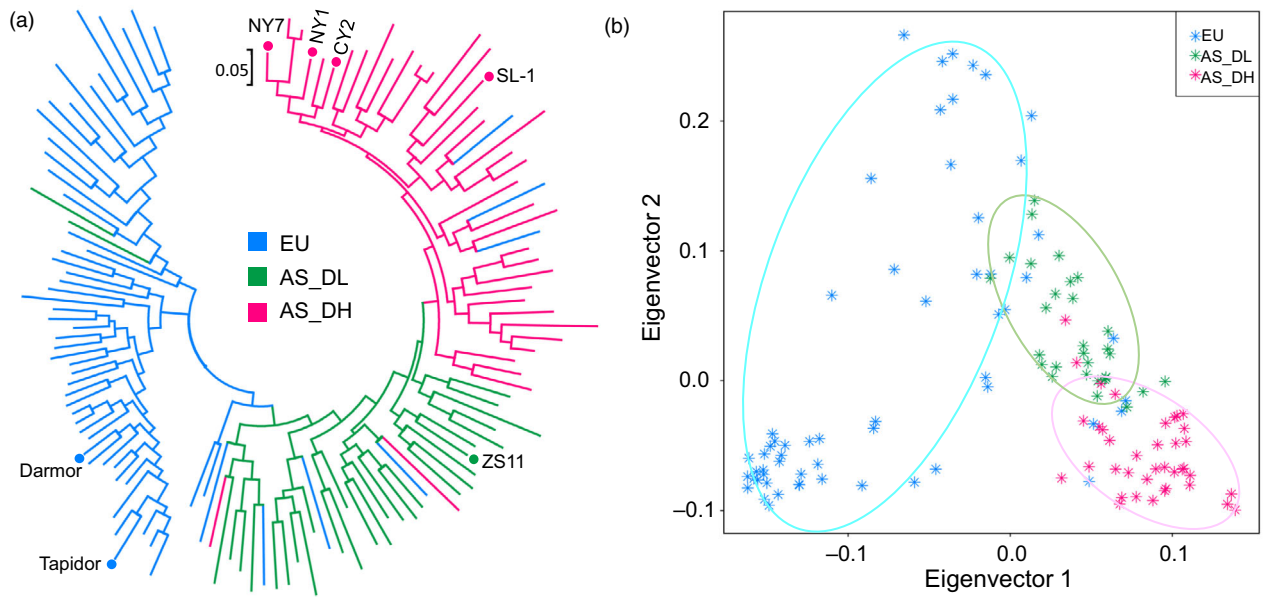 (a)
NY7
NY1
CY2
0.05
SL-1
EU
AS_DL
AS_DH
ZS11
Darmor
Tapidor
(b)
EU
AS_DL
AS_DH
Eigenvector 2
0.2
0.1
0.0
–0.1
–0.1
0.0
0.1
Eigenvector 1